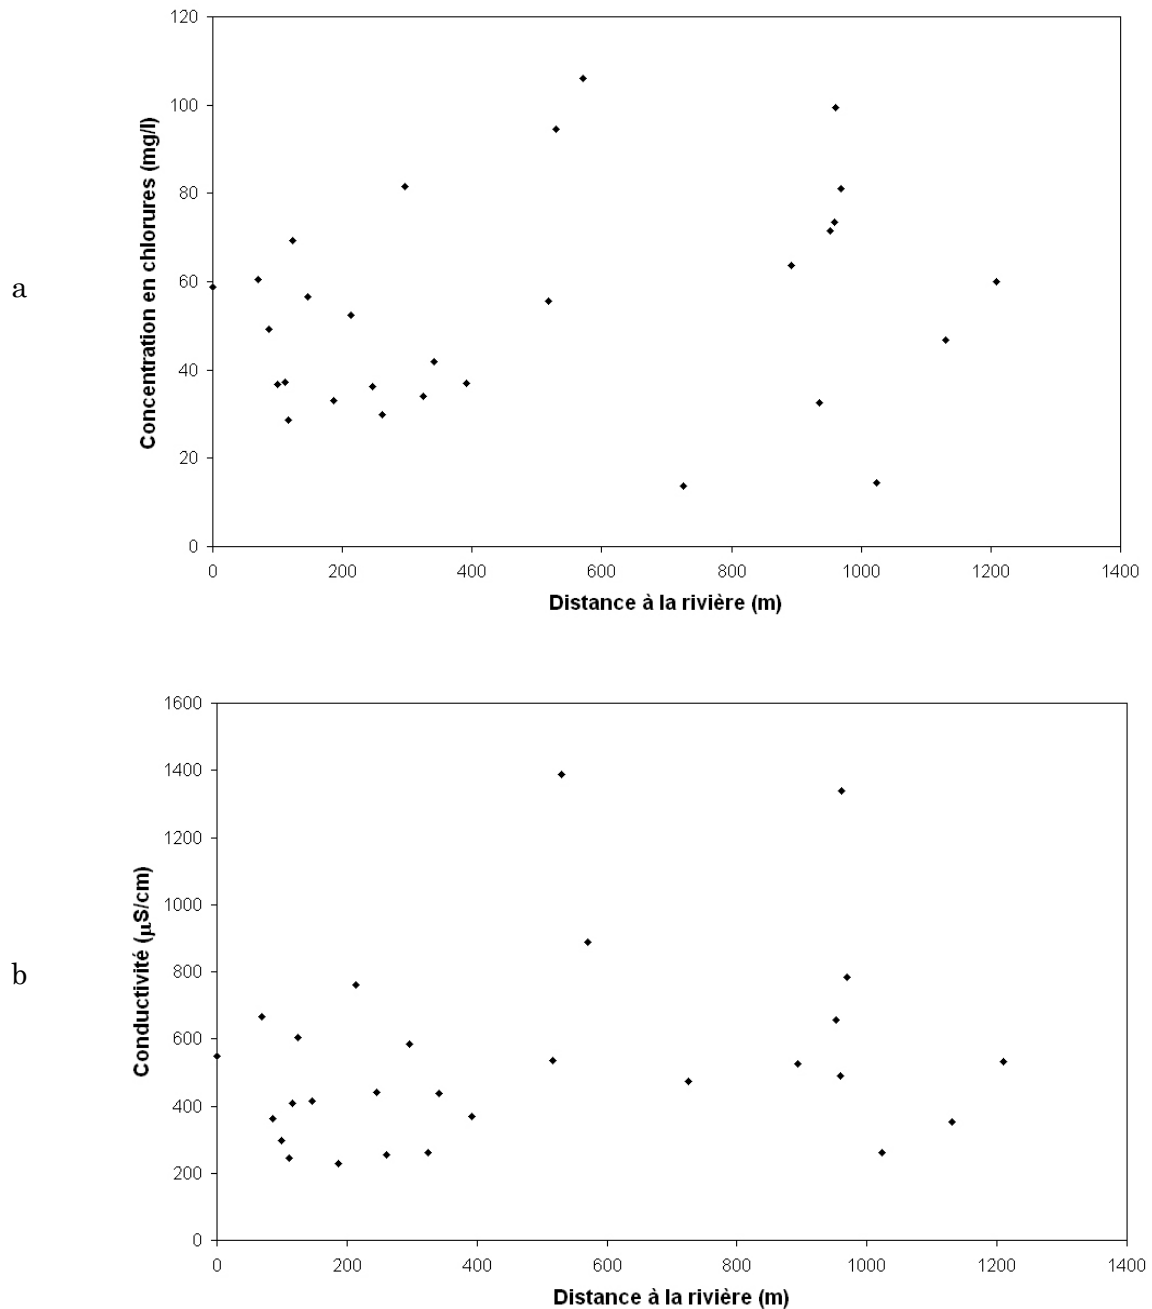 a
Concentration en chlorures (mg/l)
120
100
80
60
40
20
0
0 200 400 600 800 1000 1200 1400
Distance à la rivière (m)
b
Conductivité (µS/cm)
1600
1400
1200
1000
800
600
400
200
0
0 200 400 600 800 1000 1200 1400
Distance à la rivière (m)